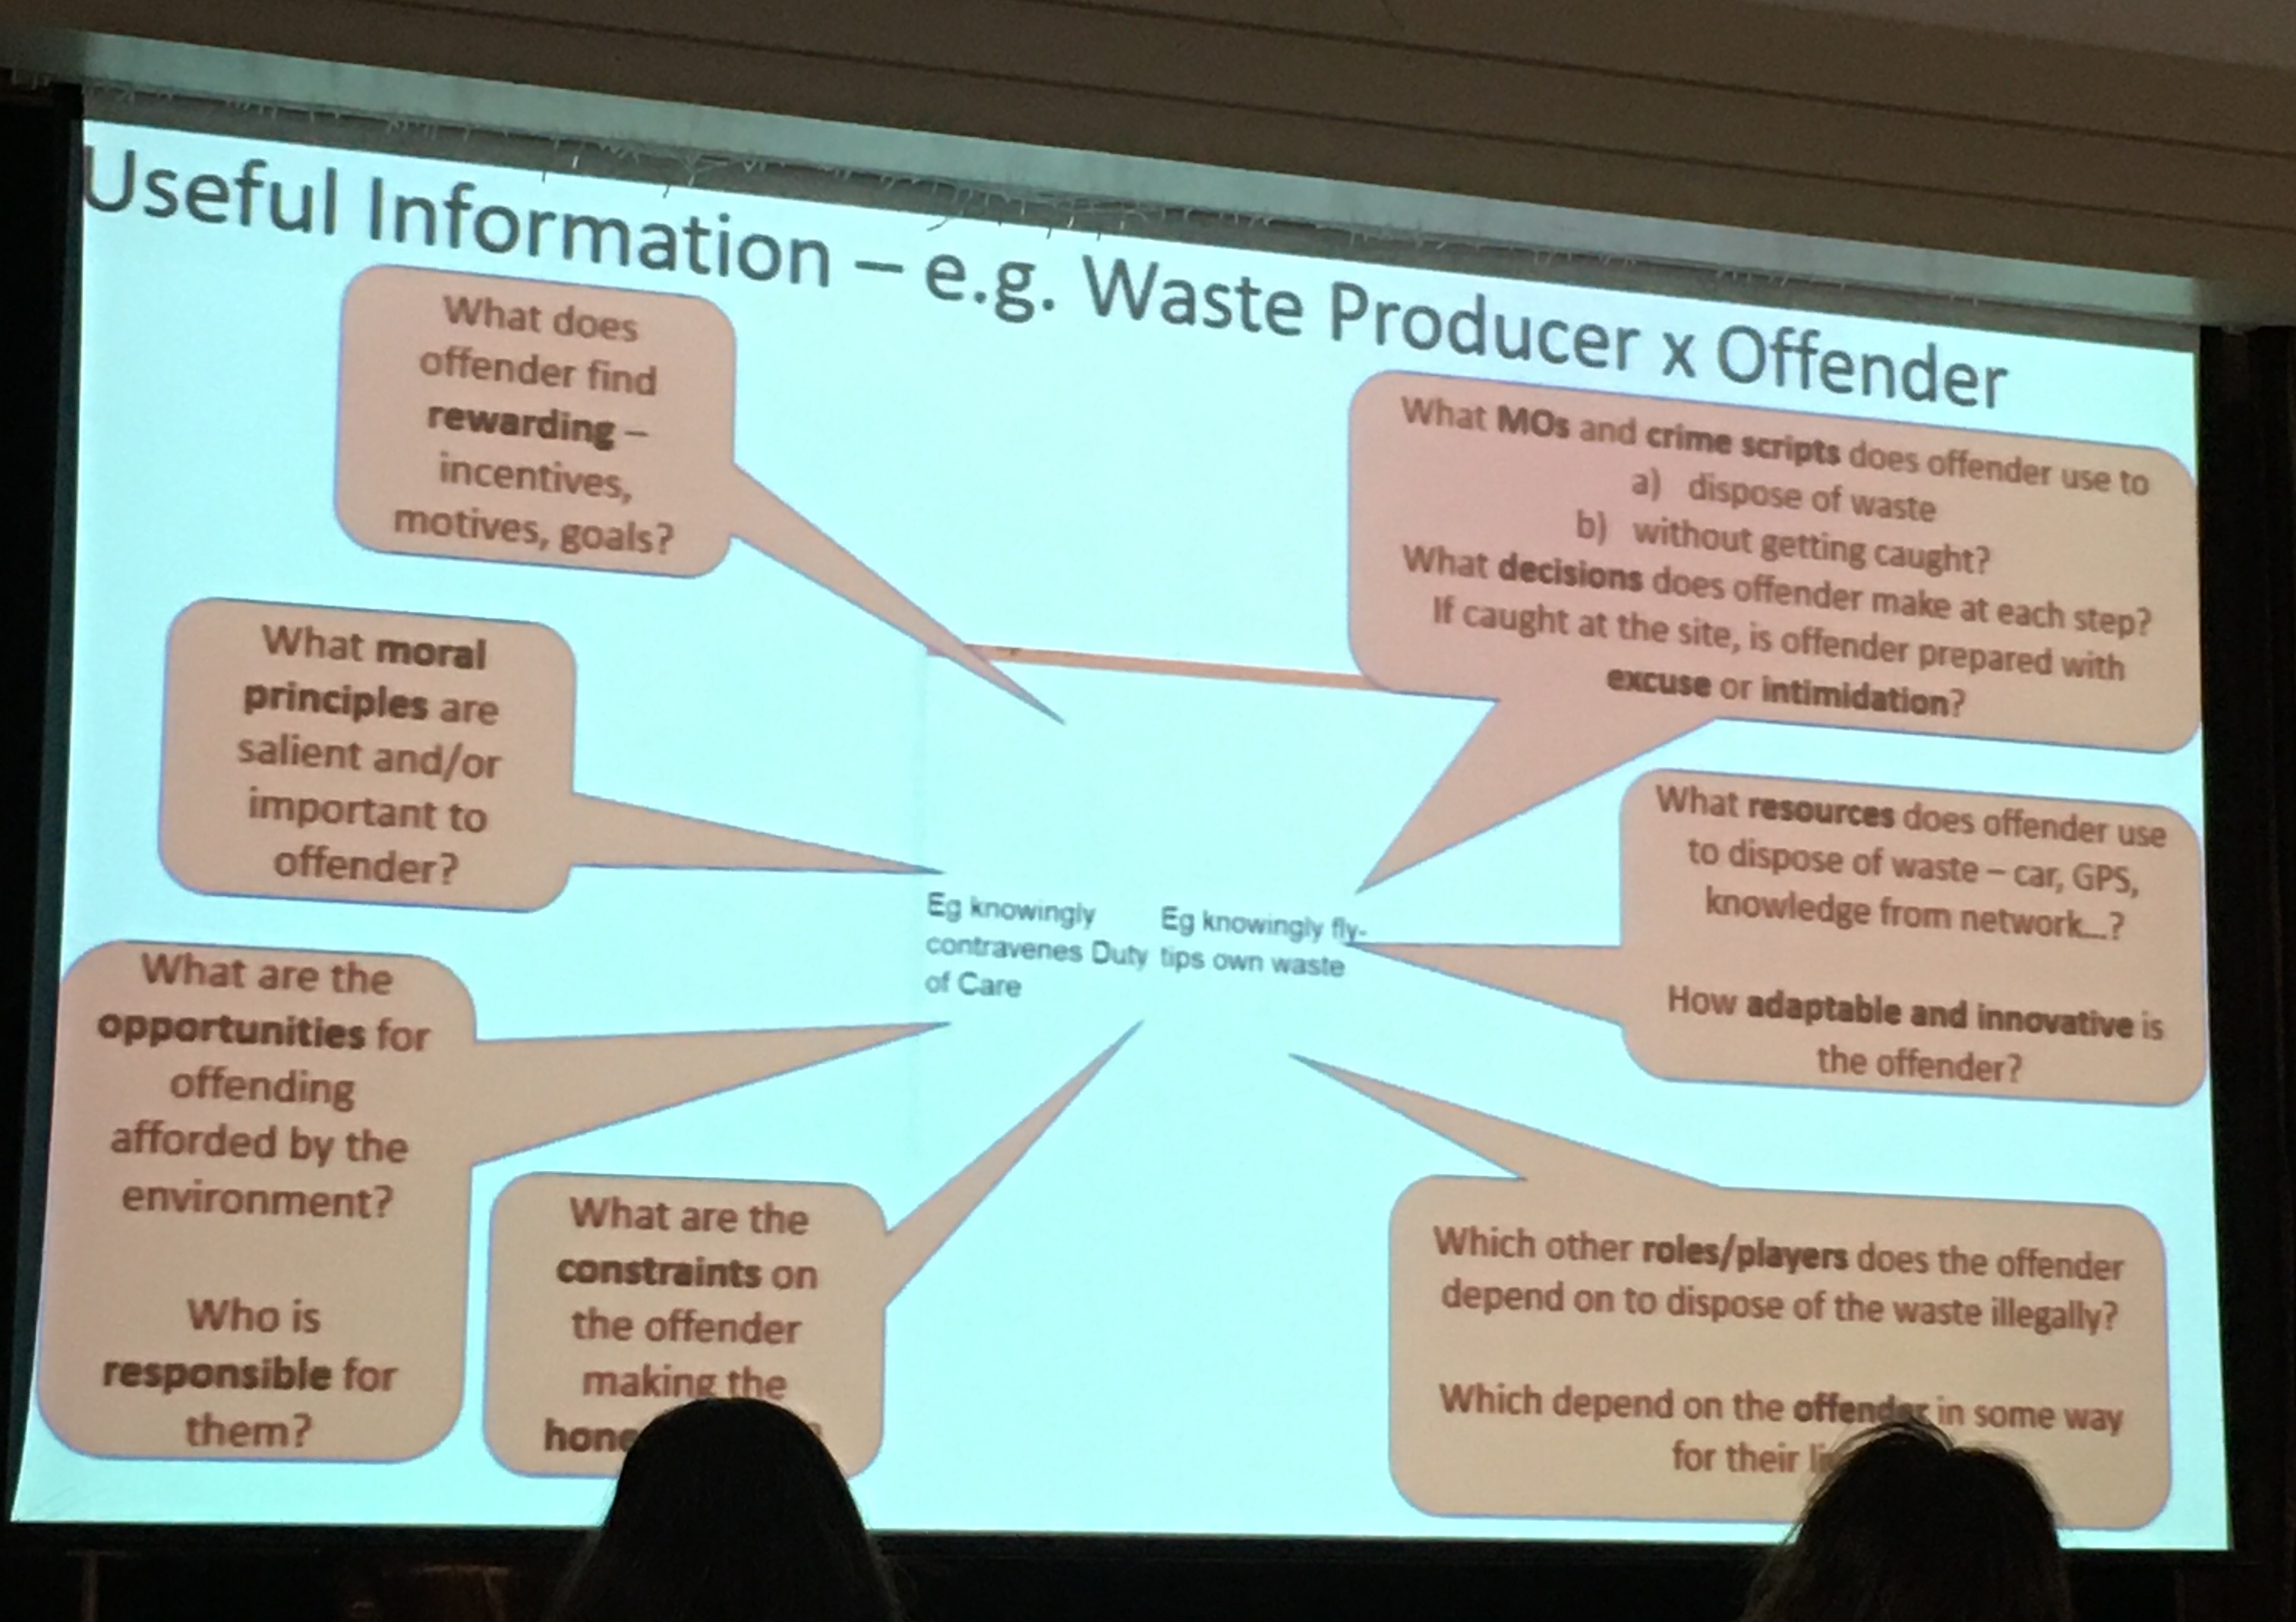 Useful Information – e.g. Waste Producer x Offender
What does
offender find
rewarding –
incentives,
motives, goals?
What moral
principles are
salient and/or
important to
offender?
What are the
opportunities for
offending
afforded by the
environment?
Who is
responsible for
them?
What are the
constraints on
the offender
making the
Eg knowingly
contravenes Duty
of Care
Eg knowingly fly-
tips own waste
What MOs and crime scripts does offender use to
a) dispose of waste
b) without getting caught?
What decisions does offender make at each step?
If caught at the site, is offender prepared with
excuse or intimidation?
What resources does offender use
to dispose of waste – car, GPS,
knowledge from network...?
How adaptable and innovative is
the offender?
Which other roles/players does the offender
depend on to dispose of the waste illegally?
Which depend on the offender in some way
for their